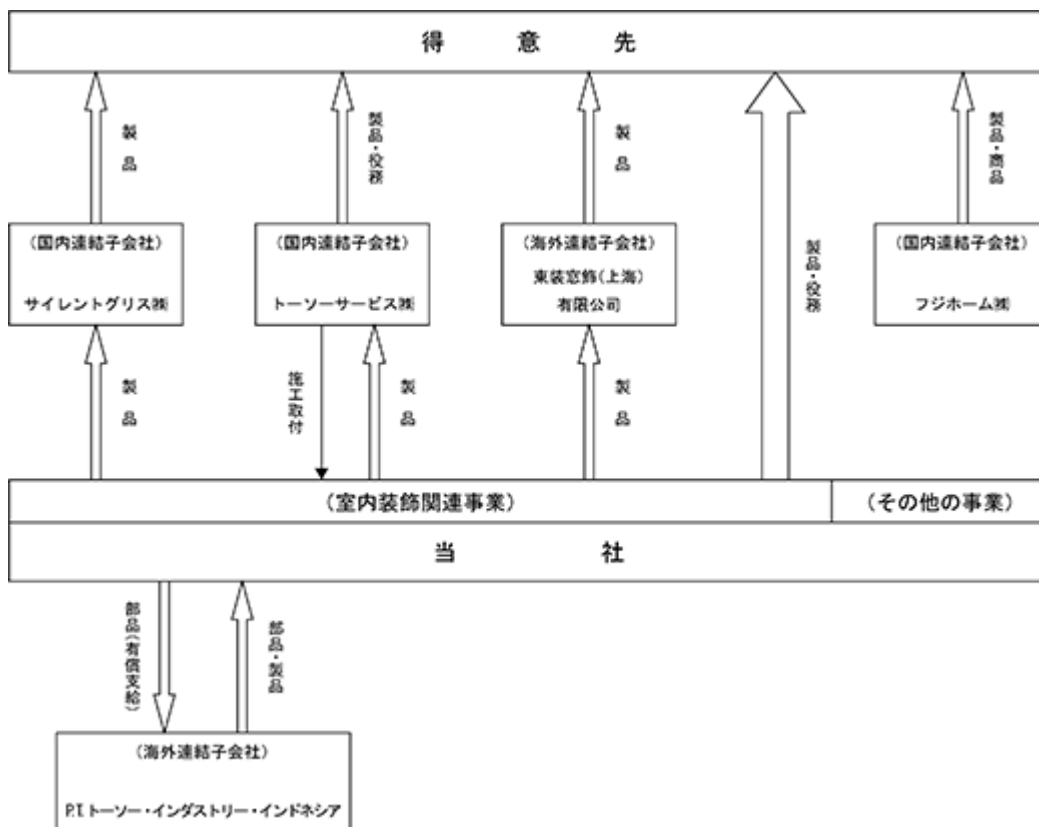 得意先
製品
製品・役務
製品
製品・役務
製品・商品
(国内連結子会社)
サイレントグリス㈱
(国内連結子会社)
トーソーサービス㈱
(海外連結子会社)
東装窓飾(上海)
有限公司
(国内連結子会社)
フジホーム㈱
製品
施工取付
製品
製品
(室内装飾関連事業)
(その他の事業)
当社
部品(有償支給)
部品・製品
(海外連結子会社)
P.T.トーソー・インダストリー・インドネシア